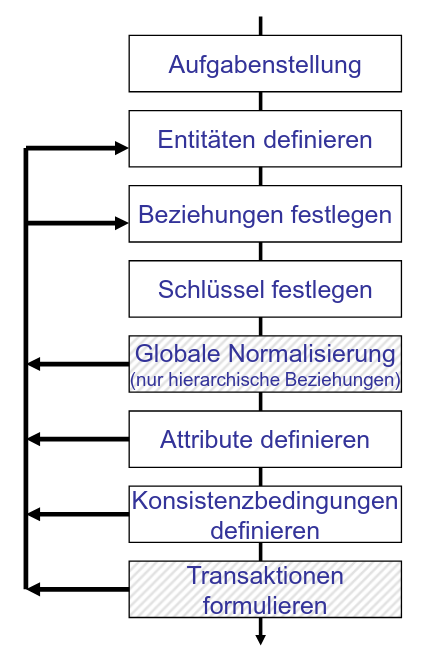 Aufgabenstellung
Entitäten definieren
Beziehungen festlegen
Schlüssel festlegen
Globale Normalisierung
(nur hierarchische Beziehungen)
Attribute definieren
Konsistenzbedingungen
definieren
Transaktionen
formulieren